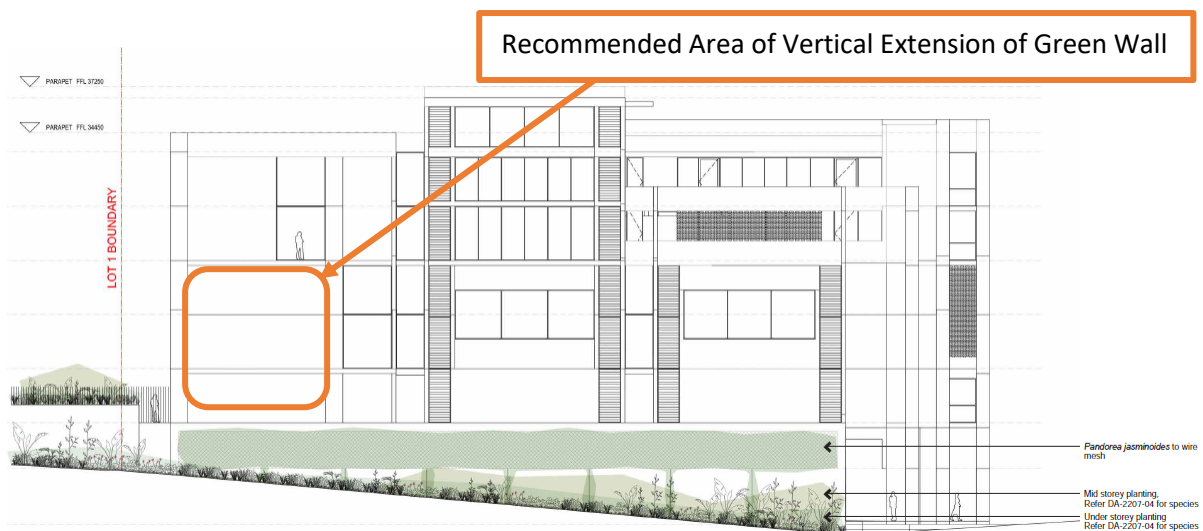 Recommended Area of Vertical Extension of Green Wall
PARAPET FFL 37250
PARAPET FFL 34450
LOT 1 BOUNDARY
Pandorea jasminoides to wire
mesh
Mid storey planting,
Refer DA-2207-04 for species
Under storey planting
Refer DA-2207-04 for species